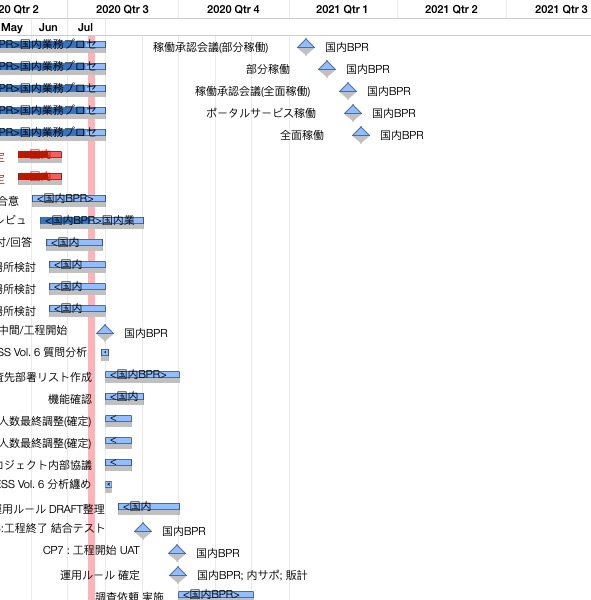 20 Qtr 2 2020 Qtr 3 2020 Qtr 4 2021 Qtr 1 2021 Qtr 2 2021 Qtr 3
May Jun Jul
PR>国内業務プロセ 稼働承認会議(部分稼働) 国内BPR
PR>国内業務プロセ 部分稼働 国内BPR
PR>国内業務プロセ 稼働承認会議(全面稼働) 国内BPR
PR>国内業務プロセ ポータルサービス稼働 国内BPR
PR>国内業務プロセ 全面稼働 国内BPR
定 <国内
定 <国内
合意 <国内BPR>
レビュ <国内BPR>国内業
付/回答 <国内
場所検討 <国内
場所検討 <国内
場所検討 <国内
中間/工程開始 国内BPR
SS Vol. 6 質問分析
査先部署リスト作成 <国内BPR>
機能確認 <国内
人数最終調整(確定) <
人数最終調整(確定) <
ロジェクト内部協議 <
ESS Vol. 6 分析纏め
運用ルール DRAFT整理 <国内
:工程終了 結合テスト 国内BPR
CP7 : 工程開始 UAT 国内BPR
運用ルール 確定 国内BPR; 内サポ; 販計
調査依頼 実施 <国内BPR>